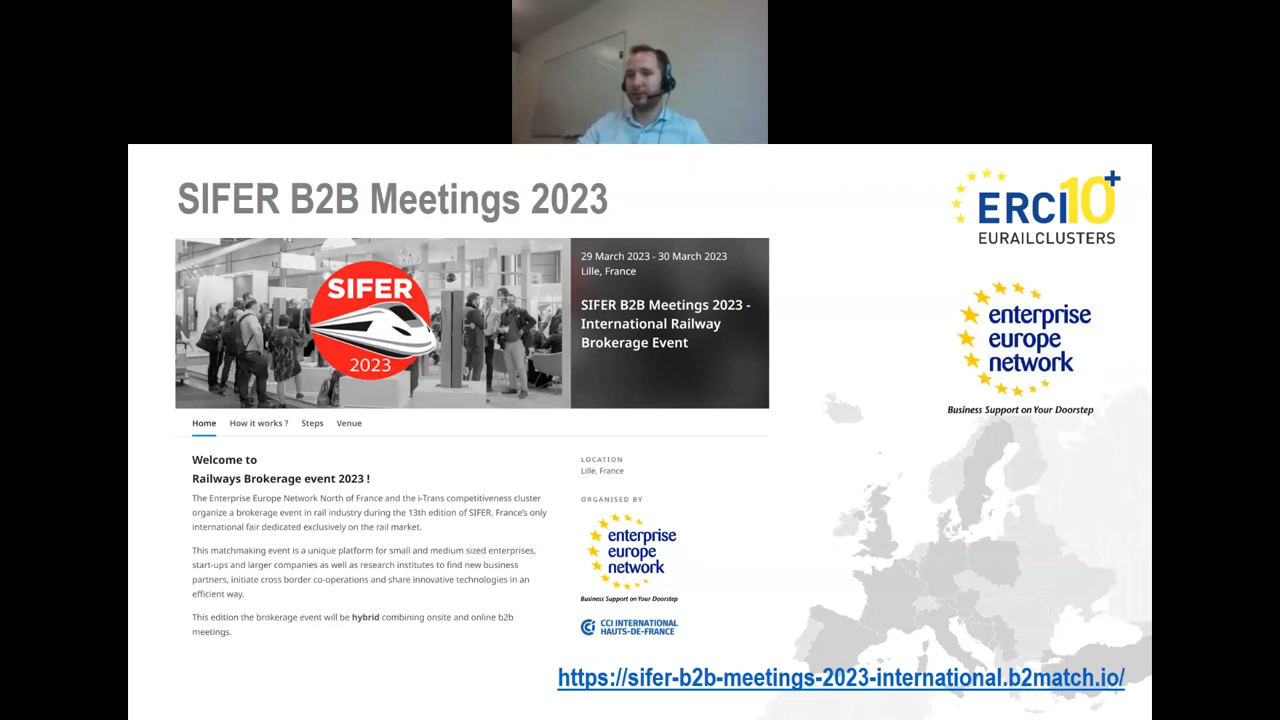 SIFER B2B Meetings 2023
ERCI10+
EURAILCLUSTERS
SIFER
2023
29 March 2023 - 30 March 2023
Lille, France
SIFER B2B Meetings 2023 -
International Railway
Brokerage Event
enterprise
europe
network
Business Support on Your Doorstep
Home How it works ? Steps Venue
Welcome to
Railways Brokerage event 2023 !
The Enterprise Europe Network North of France and the i-Trans competitiveness cluster
organize a brokerage event in rail industry during the 13th edition of SIFER, France's only
international fair dedicated exclusively on the rail market.
This matchmaking event is a unique platform for small and medium sized enterprises,
start-ups and larger companies as well as research institutes to find new business
partners, initiate cross border co-operations and share innovative technologies in an
efficient way.
This edition the brokerage event will be hybrid combining onsite and online b2b
meetings.
LOCATION
Lille, France
ORGANISED BY
enterprise
europe
network
Business Support on Your Doorstep
CCI INTERNATIONAL
HAUTS-DE-FRANCE
https://sifer-b2b-meetings-2023-international.b2match.io/